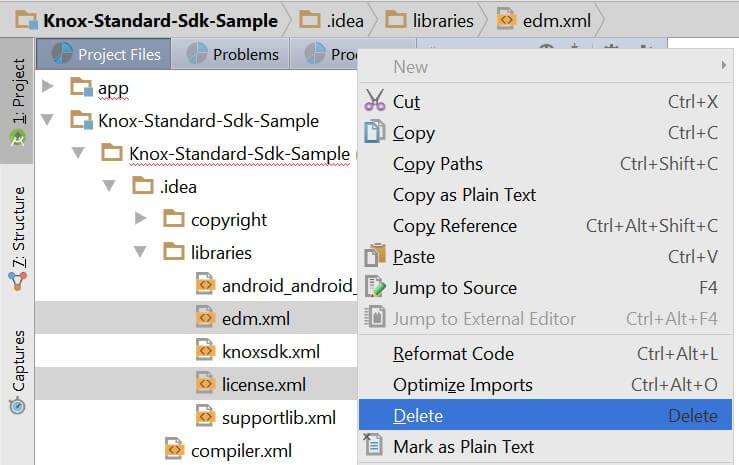 Knox-Standard-Sdk-Sample .idea libraries edm.xml
Project Files Problems
1: Project
7: Structure
Captures
app
Knox-Standard-Sdk-Sample
Knox-Standard-Sdk-Sample
.idea
copyright
libraries
android_android_
edm.xml
knoxsdk.xml
license.xml
supportlib.xml
compiler.xml
New
Cut Ctrl+X
Copy Ctrl+C
Copy Paths Ctrl+Shift+C
Copy as Plain Text
Copy Reference Ctrl+Alt+Shift+C
Paste Ctrl+V
Jump to Source F4
Jump to External Editor Ctrl+Alt+F4
Reformat Code Ctrl+Alt+L
Optimize Imports Ctrl+Alt+O
Delete Delete
Mark as Plain Text